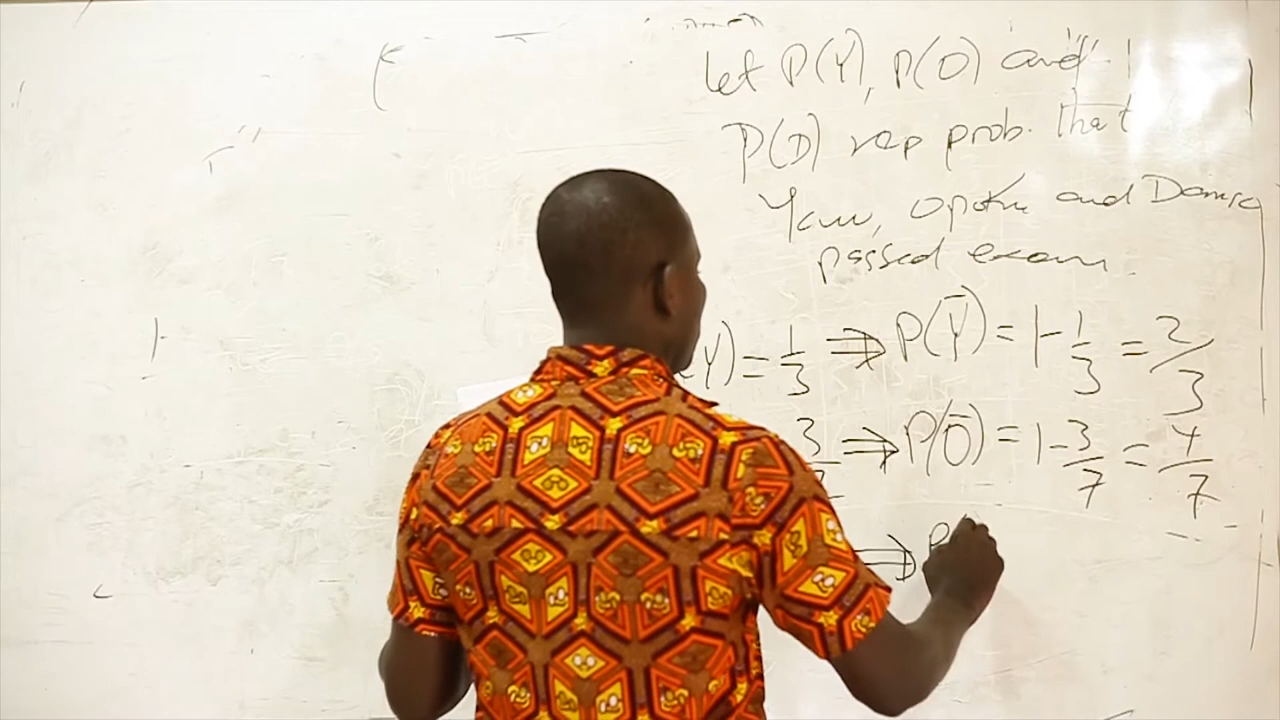 let P(Y), P(O) and
P(D) rep prob. that
Yaw, Opoku and
passed exam.
Y) = 1/3 ⇒ P(Ȳ) = 1 - 1/3 = 2/3
3 ⇒ P(Ō) = 1 - 3/7 = 4/7
⇒ P